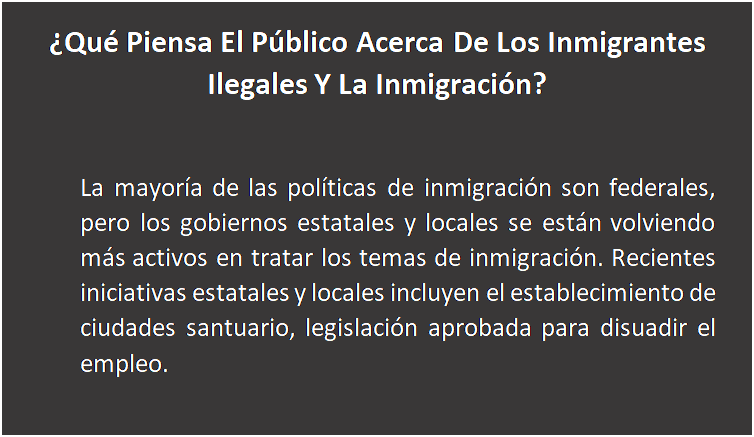 ¿Qué Piensa El Público Acerca De Los Inmigrantes
Ilegales Y La Inmigración?
La mayoría de las políticas de inmigración son federales,
pero los gobiernos estatales y locales se están volviendo
más activos en tratar los temas de inmigración. Recientes
iniciativas estatales y locales incluyen el establecimiento de
ciudades santuario, legislación aprobada para disuadir el
empleo.